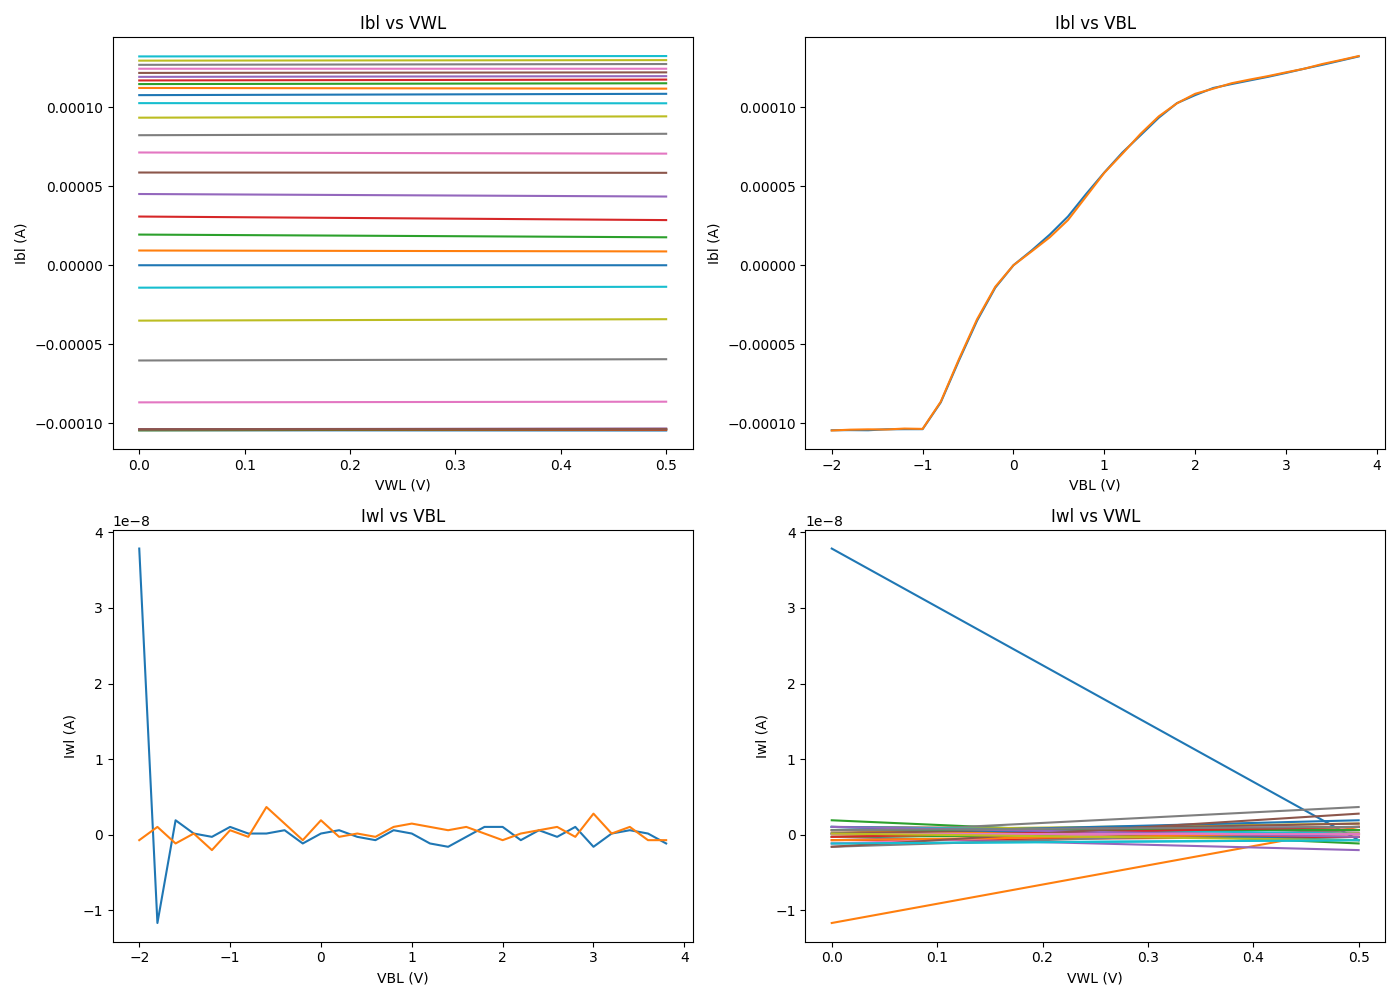 Ibl vs VWL
Ibl (A)
0.00010
0.00005
0.00000
−0.00005
−0.00010
0.0 0.1 0.2 0.3 0.4 0.5
VWL (V)
Ibl vs VBL
Ibl (A)
0.00010
0.00005
0.00000
−0.00005
−0.00010
−2 −1 0 1 2 3 4
VBL (V)
Iwl vs VBL
1e−8
Iwl (A)
4
3
2
1
0
−1
−2 −1 0 1 2 3 4
VBL (V)
Iwl vs VWL
1e−8
Iwl (A)
4
3
2
1
0
−1
0.0 0.1 0.2 0.3 0.4 0.5
VWL (V)